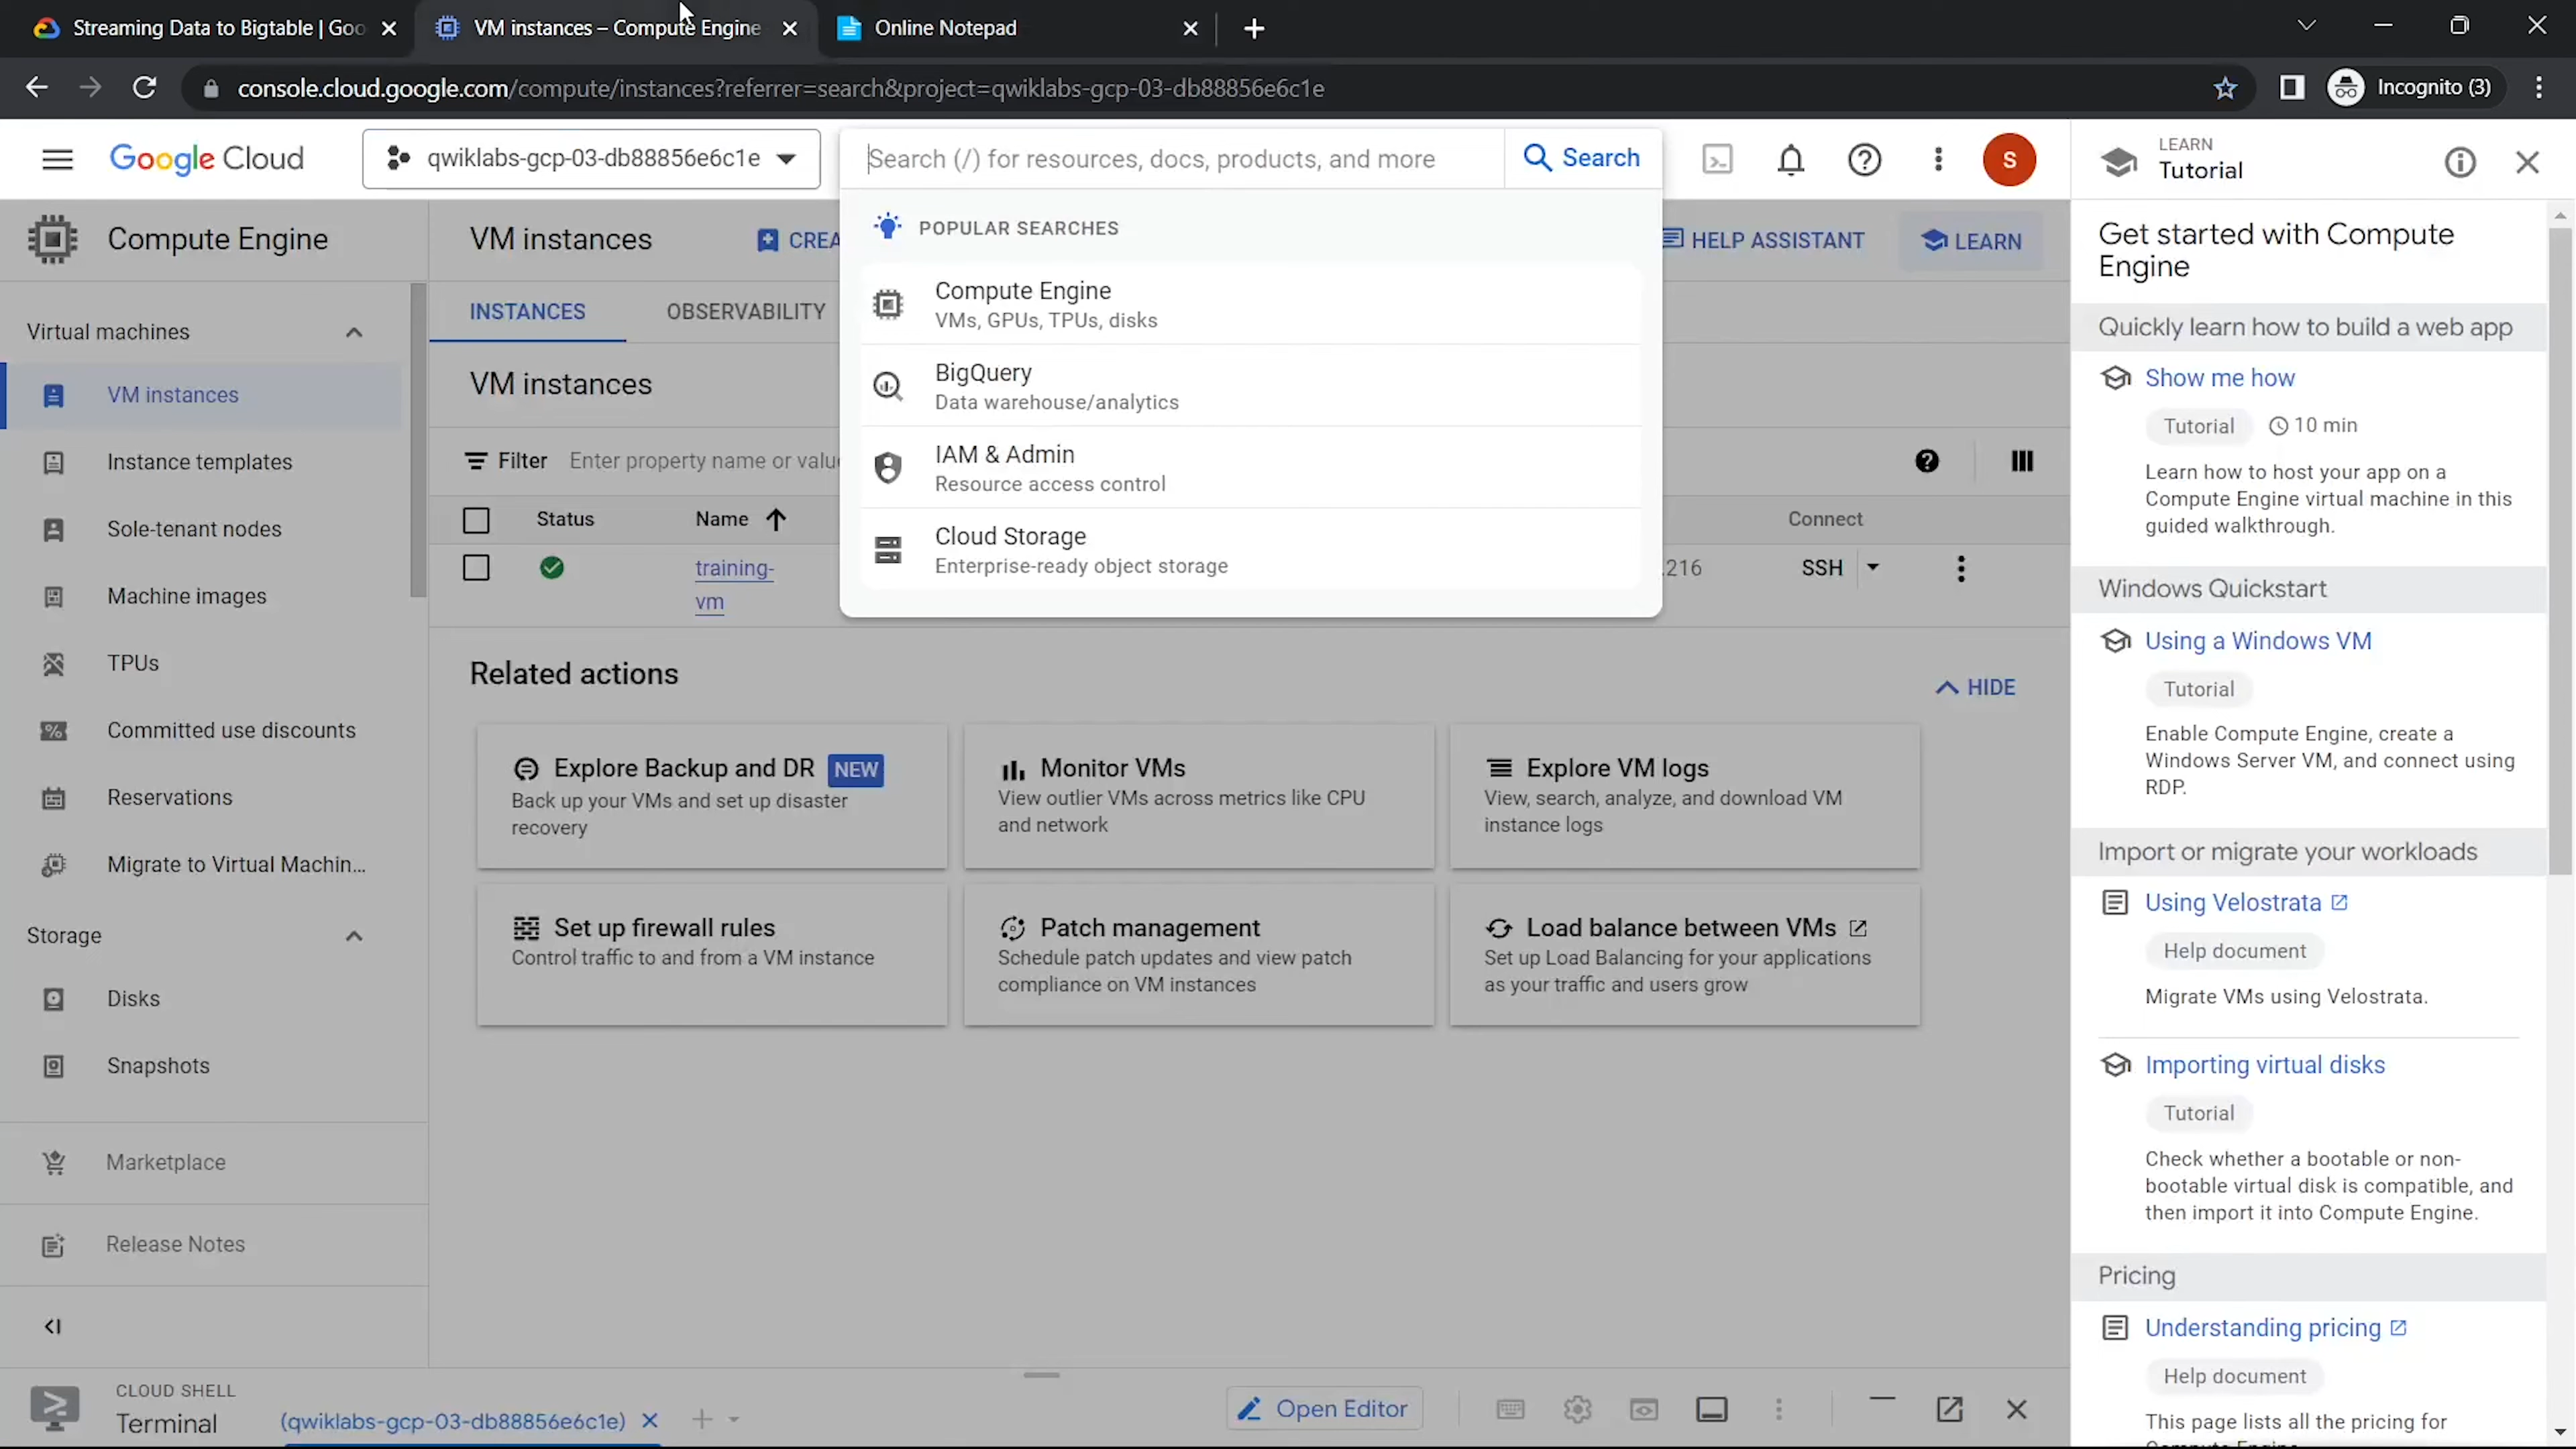 Streaming Data to Bigtable | Goo
VM instances – Compute Engine
Online Notepad
console.cloud.google.com/compute/instances?referrer=search&project=qwiklabs-gcp-03-db88856e6c1e
Incognito (3)
Google Cloud
qwiklabs-gcp-03-db88856e6c1e
Search (/) for resources, docs, products, and more
Search
S
LEARN
Tutorial
Compute Engine
VM instances
CREA
HELP ASSISTANT
LEARN
POPULAR SEARCHES
Compute Engine
VMs, GPUs, TPUs, disks
BigQuery
Data warehouse/analytics
IAM & Admin
Resource access control
Cloud Storage
Enterprise-ready object storage
Virtual machines
VM instances
Instance templates
Sole-tenant nodes
Machine images
TPUs
Committed use discounts
Reservations
Migrate to Virtual Machin...
Storage
Disks
Snapshots
Marketplace
Release Notes
INSTANCES
OBSERVABILITY
VM instances
Filter
Enter property name or valu
Status
Name
Connect
training-
vm
.216
SSH
Related actions
HIDE
Explore Backup and DR NEW
Back up your VMs and set up disaster
recovery
Monitor VMs
View outlier VMs across metrics like CPU
and network
Explore VM logs
View, search, analyze, and download VM
instance logs
Set up firewall rules
Control traffic to and from a VM instance
Patch management
Schedule patch updates and view patch
compliance on VM instances
Load balance between VMs
Set up Load Balancing for your applications
as your traffic and users grow
Get started with Compute
Engine
Quickly learn how to build a web app
Show me how
Tutorial
10 min
Learn how to host your app on a
Compute Engine virtual machine in this
guided walkthrough.
Windows Quickstart
Using a Windows VM
Tutorial
Enable Compute Engine, create a
Windows Server VM, and connect using
RDP.
Import or migrate your workloads
Using Velostrata
Help document
Migrate VMs using Velostrata.
Importing virtual disks
Tutorial
Check whether a bootable or non-
bootable virtual disk is compatible, and
then import it into Compute Engine.
Pricing
Understanding pricing
Help document
This page lists all the pricing for
CLOUD SHELL
Terminal
(qwiklabs-gcp-03-db88856e6c1e)
Open Editor